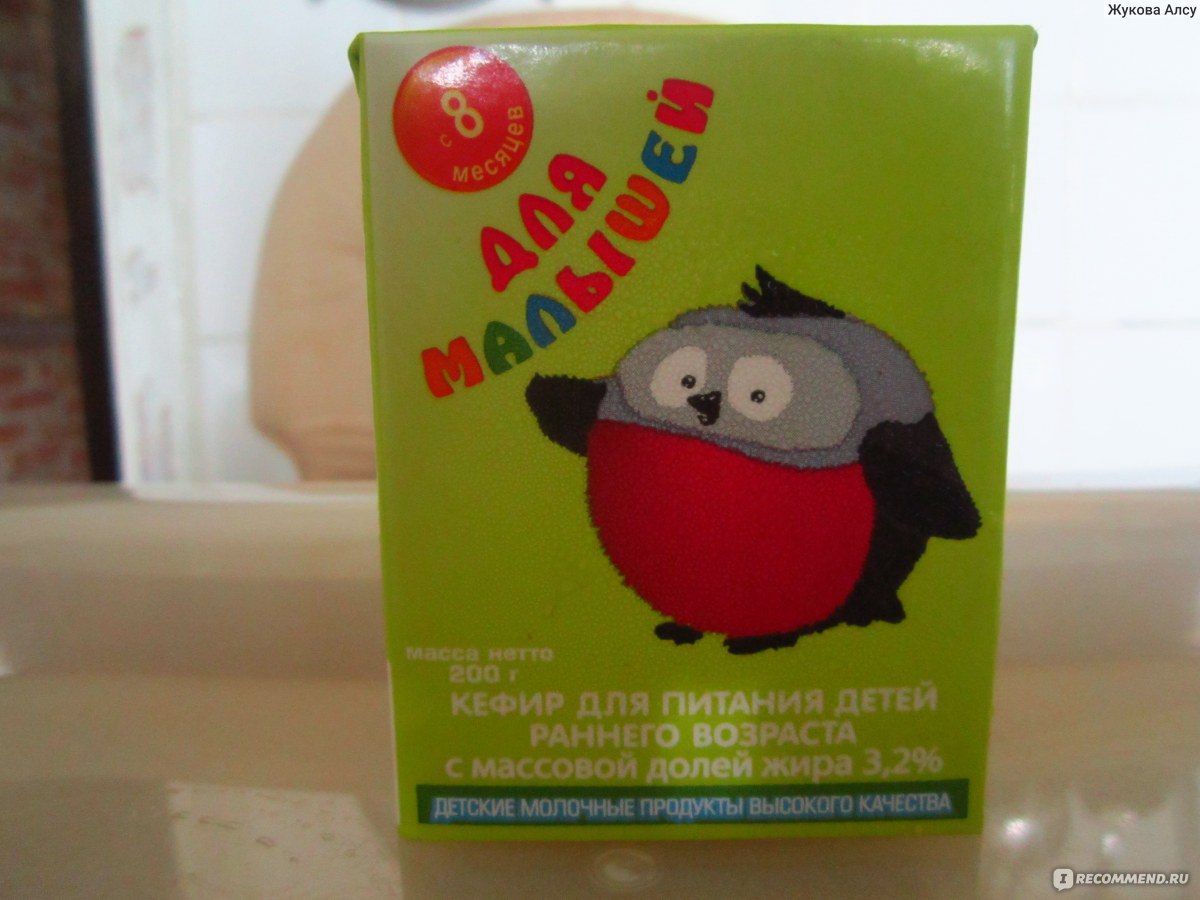 Жукова Алсу
с 8
месяцев
ДЛЯ
МАЛЫШЕЙ
масса нетто
200 г
КЕФИР ДЛЯ ПИТАНИЯ ДЕТЕЙ
РАННЕГО ВОЗРАСТА
с массовой долей жира 3,2%
ДЕТСКИЕ МОЛОЧНЫЕ ПРОДУКТЫ ВЫСОКОГО КАЧЕСТВА
IRECOMMEND.RU